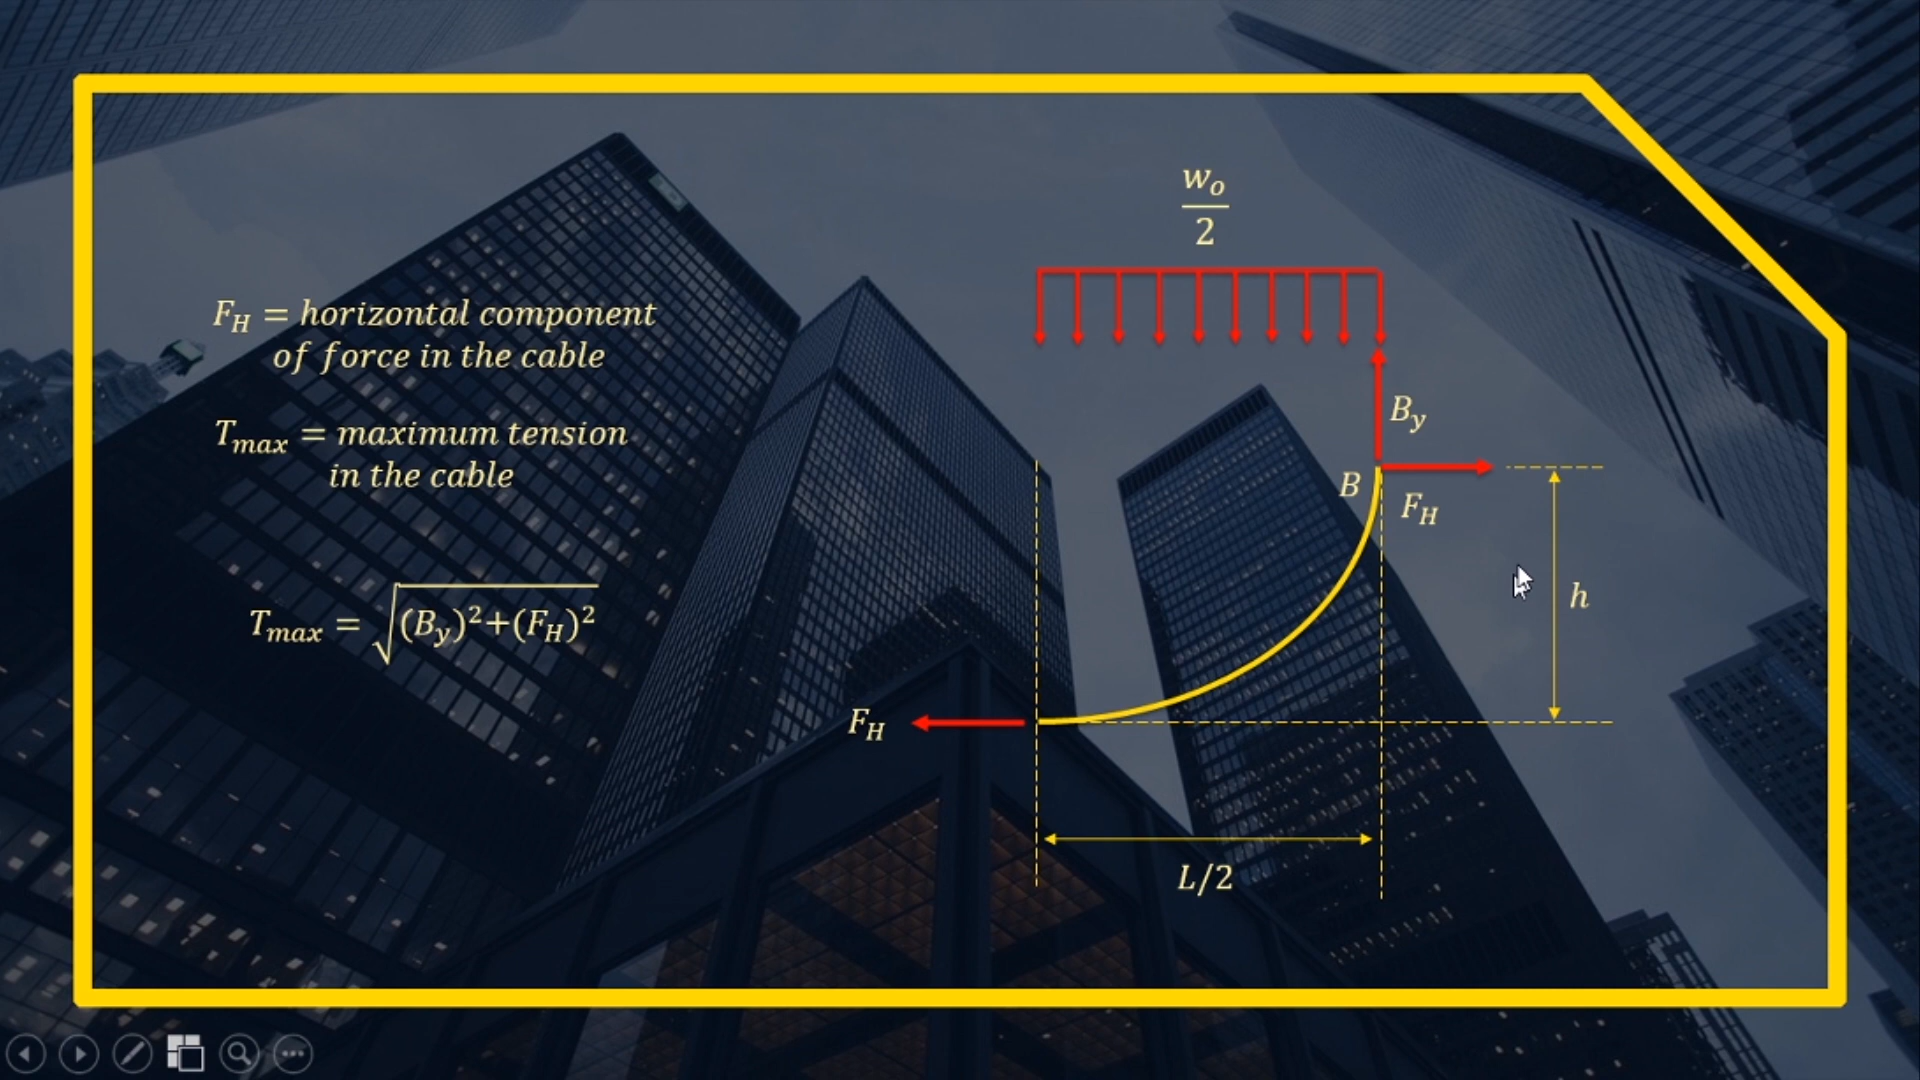 F_H = horizontal component
of force in the cable
T_max = maximum tension
in the cable
T_max = √((B_y)²+(F_H)²)
w_o
2
B_y
B
F_H
h
F_H
L/2